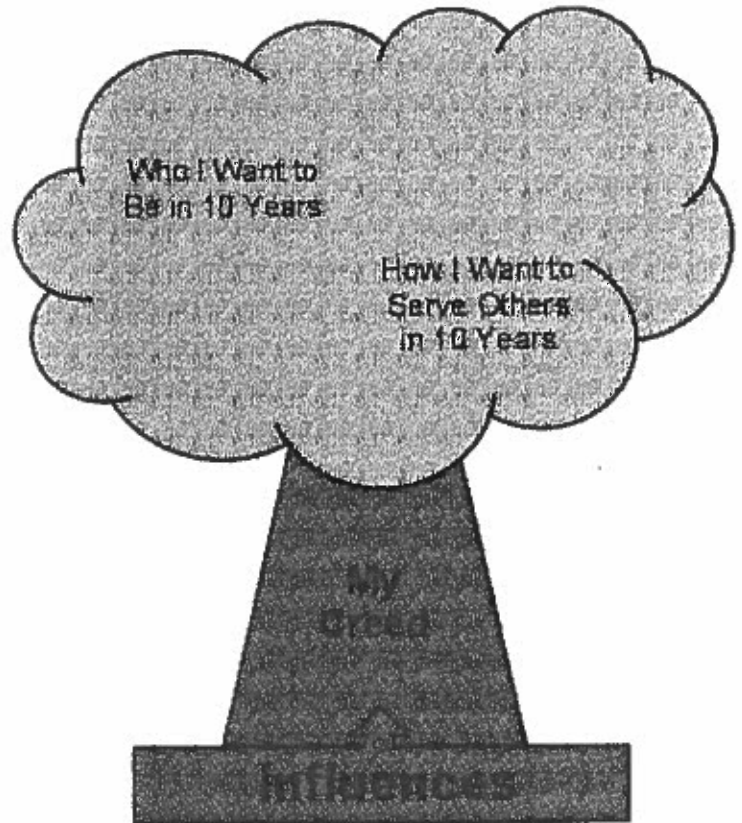 Who I Want to
Be in 10 Years
How I Want to
Serve Others
in 10 Years
My
Creed
Influences